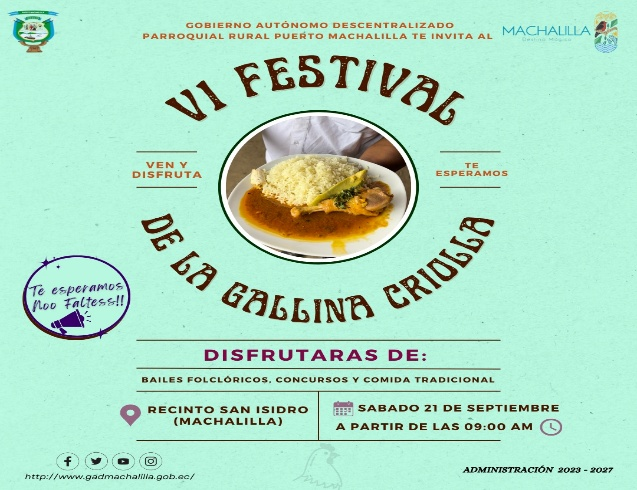 GOBIERNO AUTÓNOMO DESCENTRALIZADO
PARROQUIAL RURAL PUERTO MACHALILLA TE INVITA AL
MACHALILLA
VI FESTIVAL
VEN Y
DISFRUTA
TE
ESPERAMOS
DE LA GALLINA CRIOLLA
Te esperamos
Noo Faltess!!
DISFRUTARAS DE:
BAILES FOLCLÓRICOS, CONCURSOS Y COMIDA TRADICIONAL
RECINTO SAN ISIDRO
(MACHALILLA)
SABADO 21 DE SEPTIEMBRE
A PARTIR DE LAS 09:00 AM
http://www.gadmachalilla.gob.ec/
ADMINISTRACIÓN 2023 - 2027